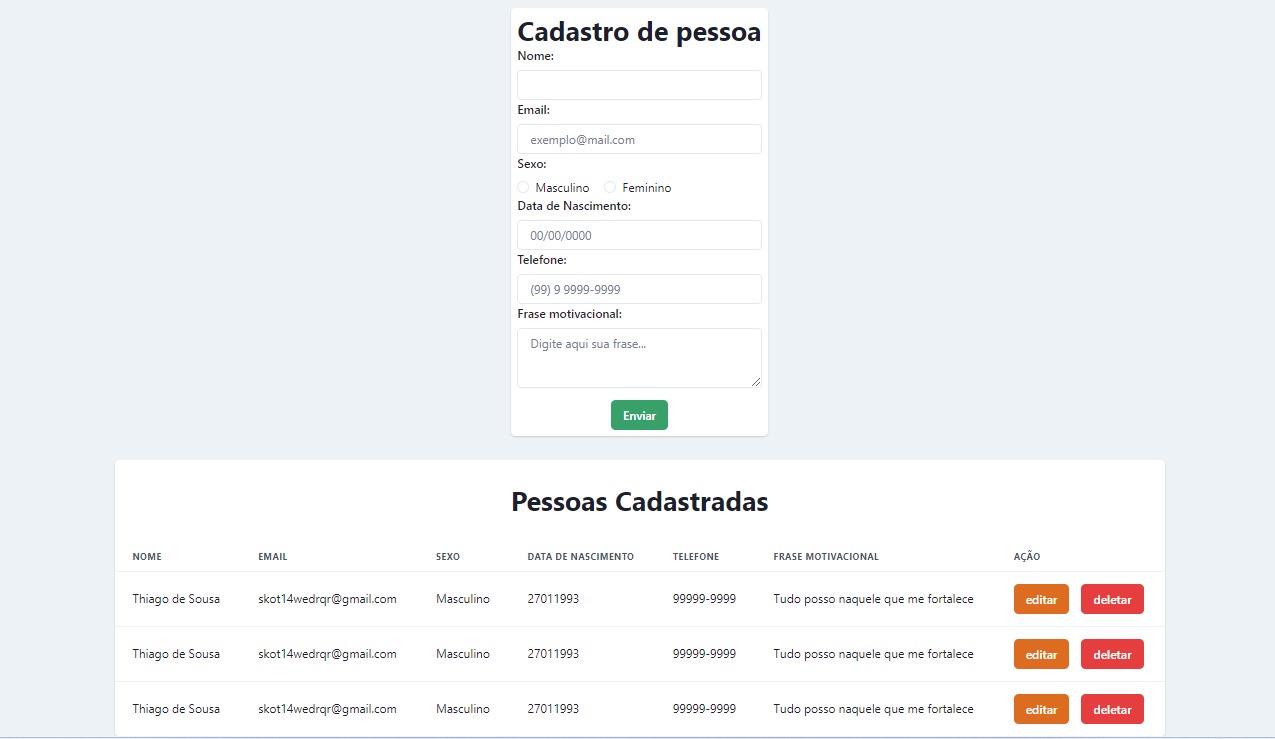 Cadastro de pessoa
Nome:
Email:
exemplo@mail.com
Sexo:
Masculino Feminino
Data de Nascimento:
00/00/0000
Telefone:
(99) 9 9999-9999
Frase motivacional:
Digite aqui sua frase...
Enviar
Pessoas Cadastradas
NOME EMAIL SEXO DATA DE NASCIMENTO TELEFONE FRASE MOTIVACIONAL AÇÃO
Thiago de Sousa skot14wedrqr@gmail.com Masculino 27011993 99999-9999 Tudo posso naquele que me fortalece editar deletar
Thiago de Sousa skot14wedrqr@gmail.com Masculino 27011993 99999-9999 Tudo posso naquele que me fortalece editar deletar
Thiago de Sousa skot14wedrqr@gmail.com Masculino 27011993 99999-9999 Tudo posso naquele que me fortalece editar deletar